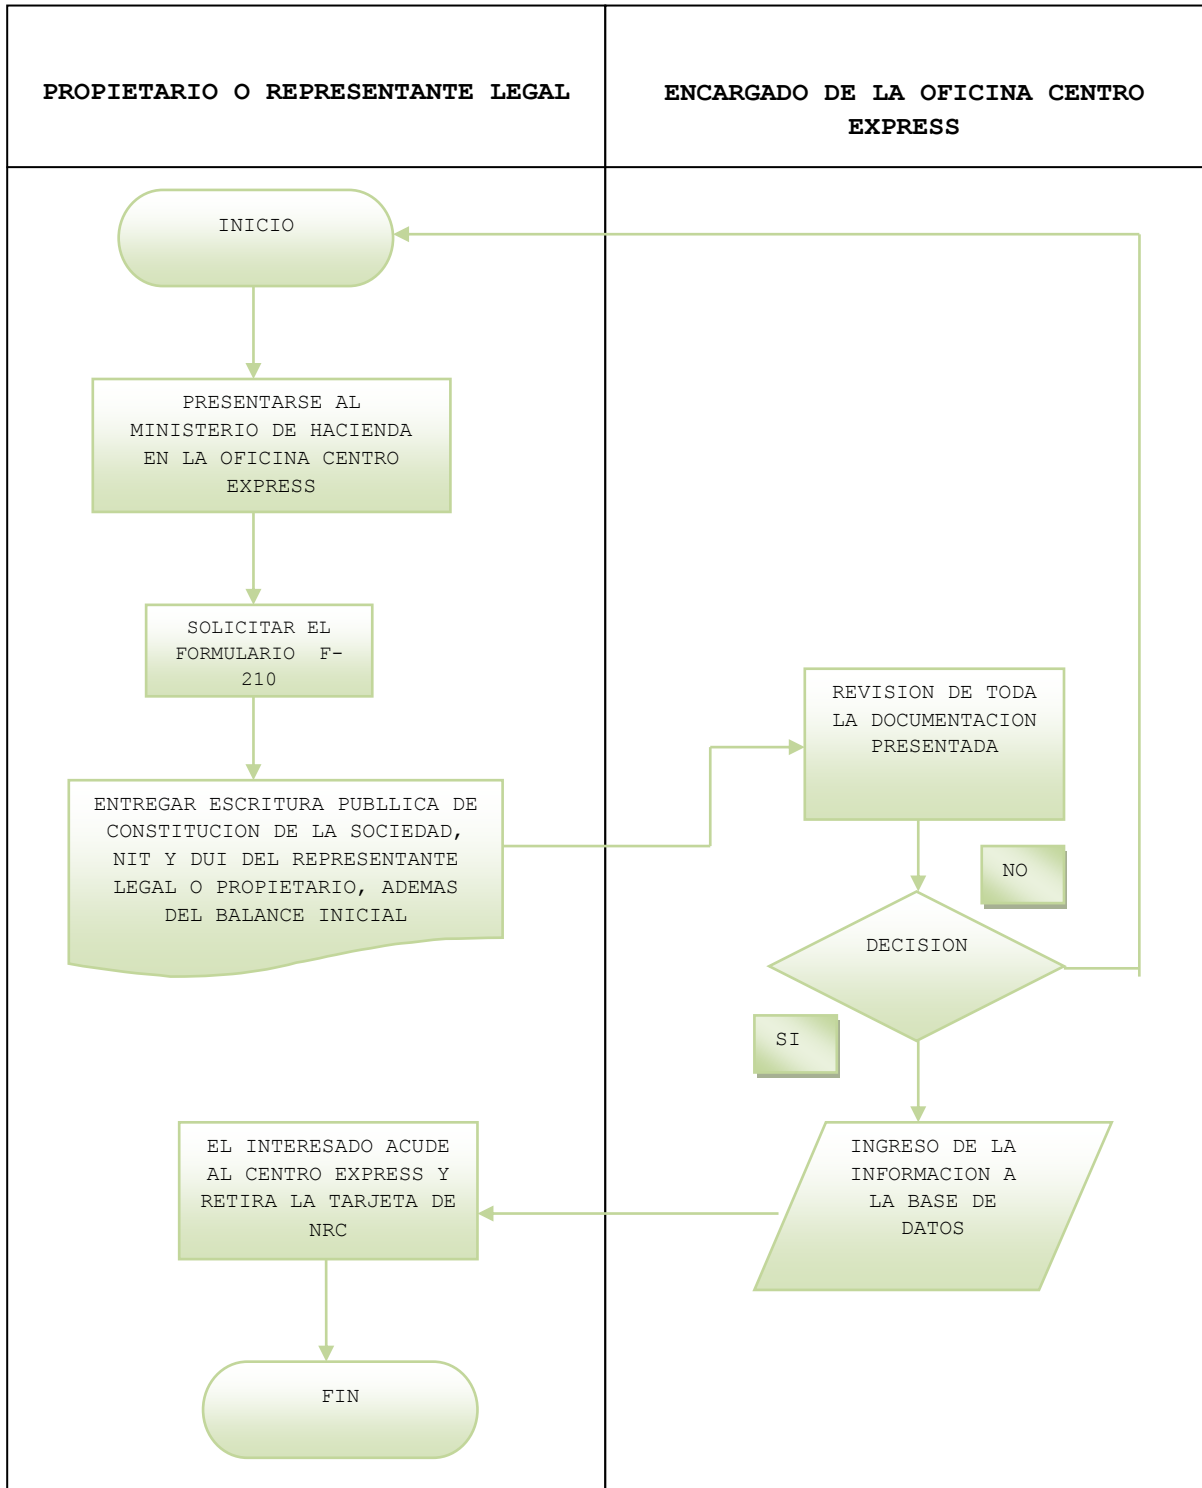 PROPIETARIO O REPRESENTANTE LEGAL
ENCARGADO DE LA OFICINA CENTRO
EXPRESS
INICIO
PRESENTARSE AL
MINISTERIO DE HACIENDA
EN LA OFICINA CENTRO
EXPRESS
SOLICITAR EL
FORMULARIO F-
210
ENTREGAR ESCRITURA PUBLLICA DE
CONSTITUCION DE LA SOCIEDAD,
NIT Y DUI DEL REPRESENTANTE
LEGAL O PROPIETARIO, ADEMAS
DEL BALANCE INICIAL
REVISION DE TODA
LA DOCUMENTACION
PRESENTADA
NO
DECISION
SI
INGRESO DE LA
INFORMACION A
LA BASE DE
DATOS
EL INTERESADO ACUDE
AL CENTRO EXPRESS Y
RETIRA LA TARJETA DE
NRC
FIN